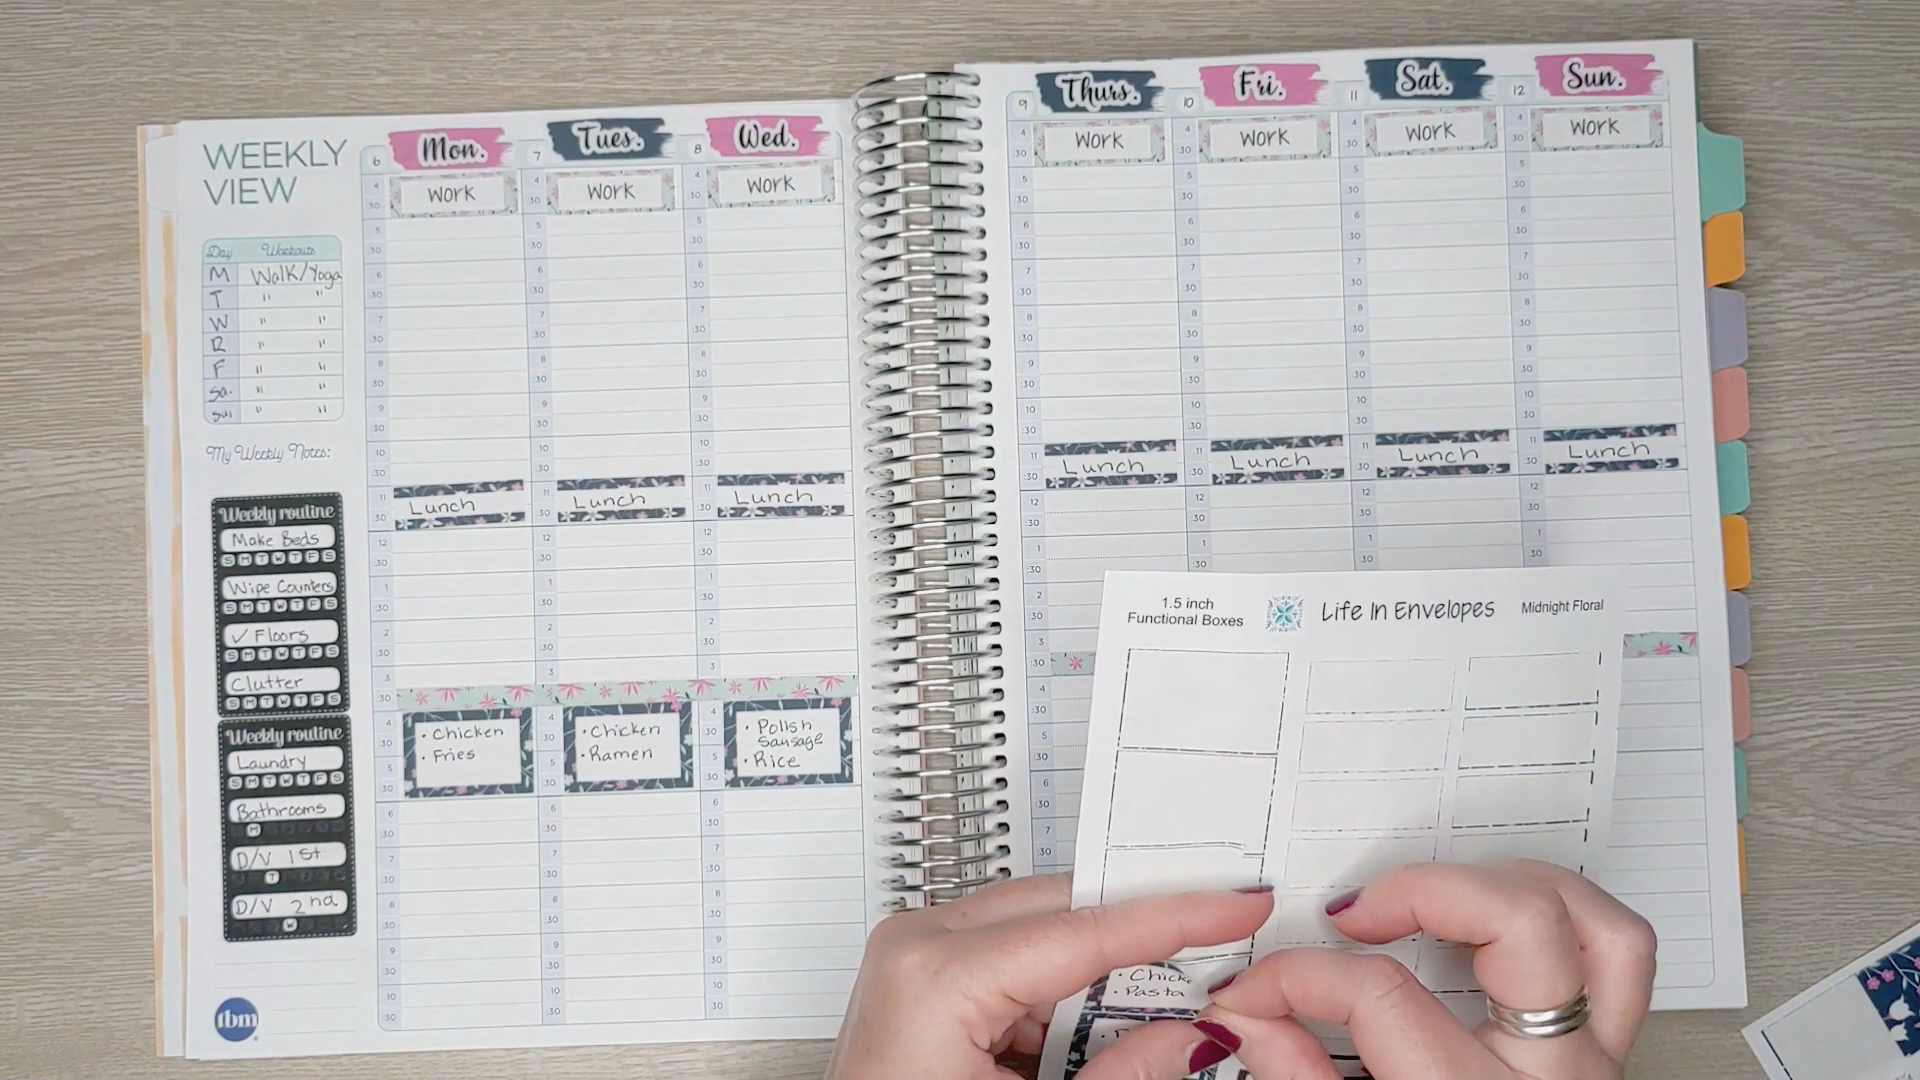 WEEKLY
VIEW
Day Workouts
M Walk/Yoga
T " "
W " "
R " "
F " "
Sa. " "
Su. " "
My Weekly Notes:
Weekly routine
Make Beds
S M T W T F S
Wipe Counters
S M T W T F S
✓ Floors
S M T W T F S
Clutter
S M T W T F S
Weekly routine
Laundry
S M T W T F S
Bathrooms
M
D/V 1st
T
D/V 2nd
W
tbm
6 Mon. 7 Tues. 8 Wed.
Work Work Work
Lunch Lunch Lunch
• Chicken
• Fries
• Chicken
• Ramen
• Polish
Sausage
• Rice
9 Thurs. 10 Fri. 11 Sat. 12 Sun.
Work Work Work Work
Lunch Lunch Lunch Lunch
1.5 inch
Functional Boxes
Life In Envelopes
Midnight Floral
• Pasta